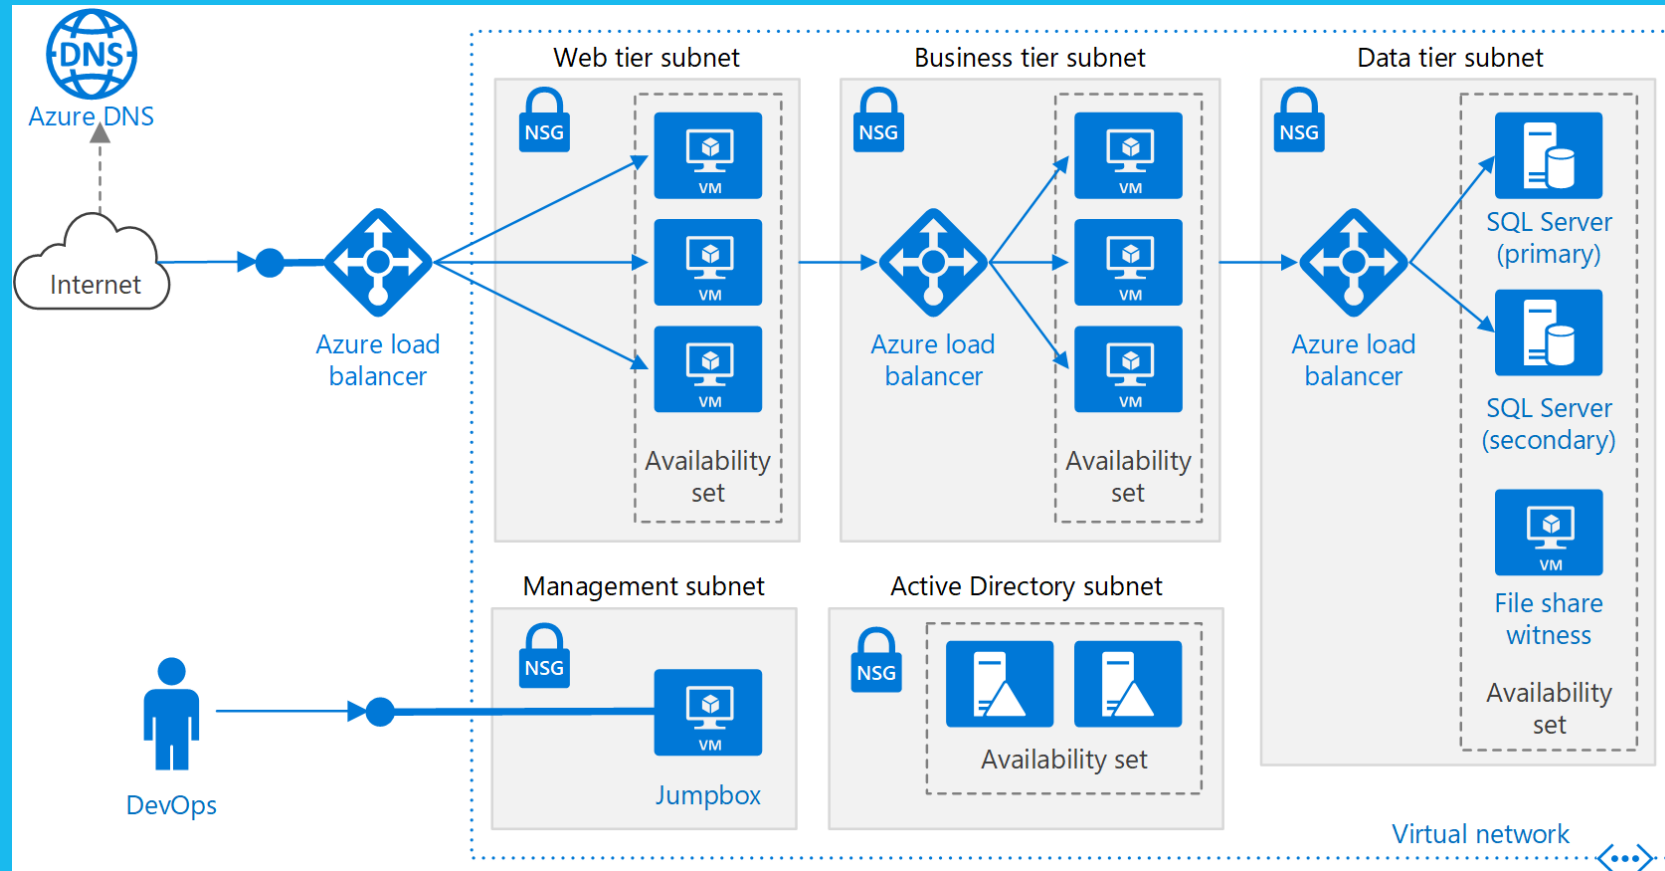 DNS
Azure DNS
Internet
Azure load
balancer
Web tier subnet
NSG
VM
VM
VM
Availability
set
Business tier subnet
NSG
Azure load
balancer
VM
VM
VM
Availability
set
Data tier subnet
NSG
Azure load
balancer
SQL Server
(primary)
SQL Server
(secondary)
VM
File share
witness
Availability
set
DevOps
Management subnet
NSG
VM
Jumpbox
Active Directory subnet
NSG
Availability set
Virtual network